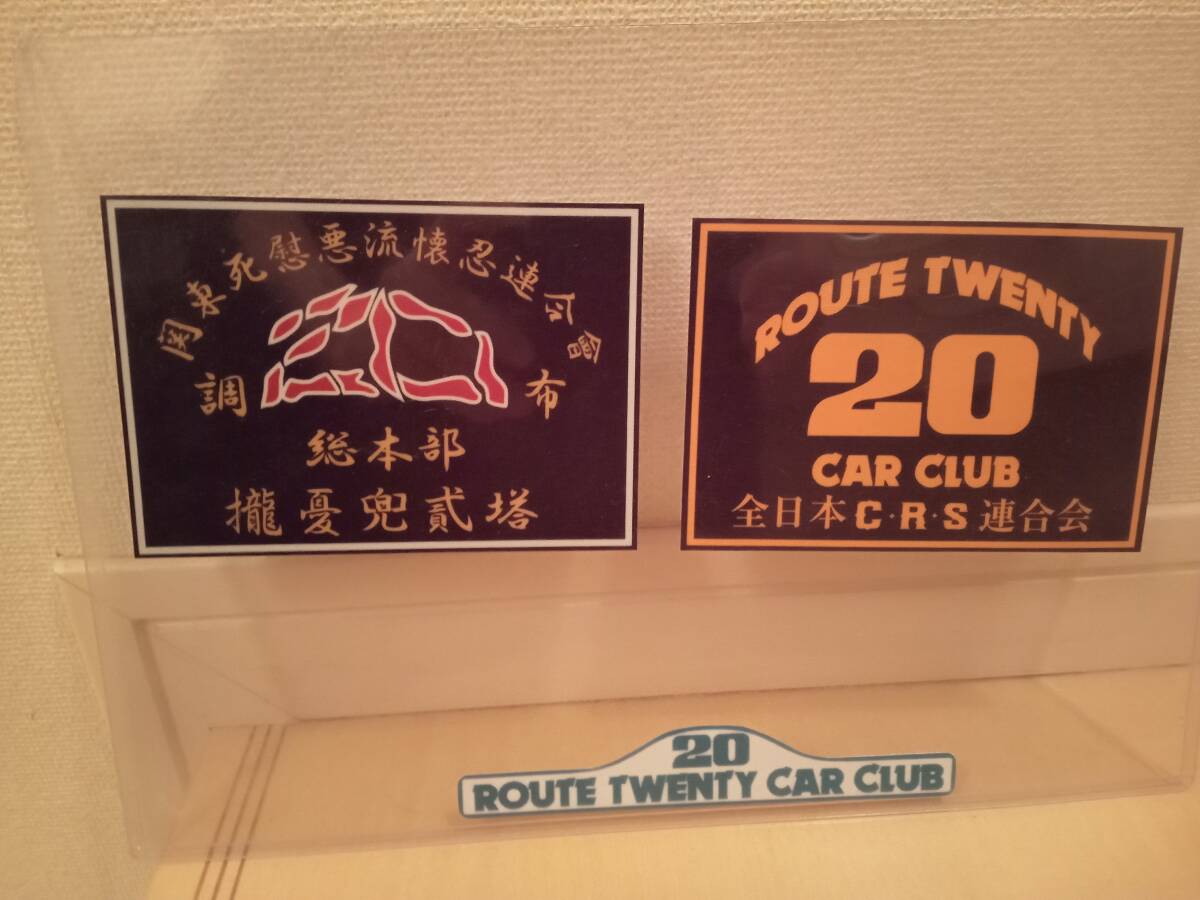 関東死慰悪流懐忍連合會
調布
総本部
攏憂兜貳塔
ROUTE TWENTY
20
CAR CLUB
全日本C・R・S連合会
20
ROUTE TWENTY CAR CLUB